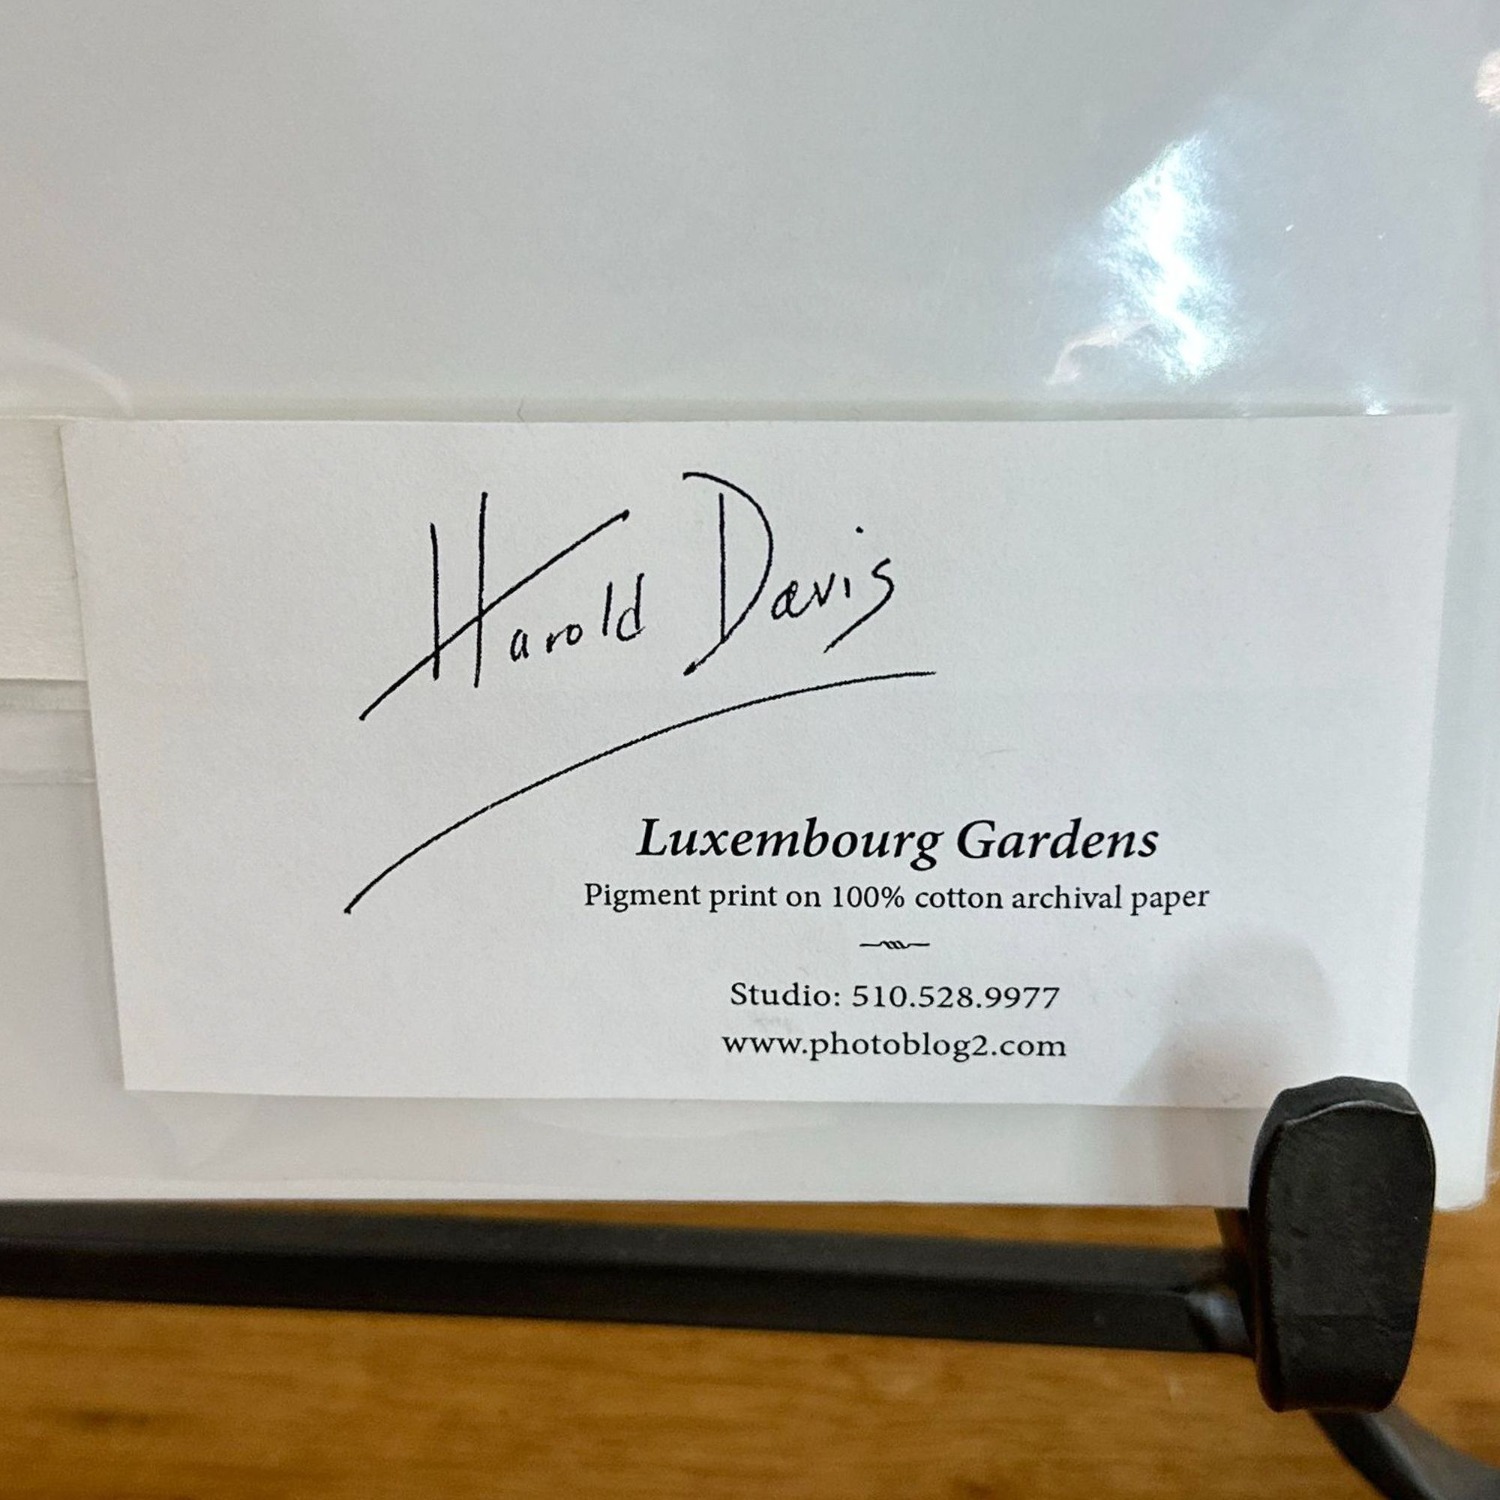 Harold Davis
Luxembourg Gardens
Pigment print on 100% cotton archival paper
Studio: 510.528.9977
www.photoblog2.com